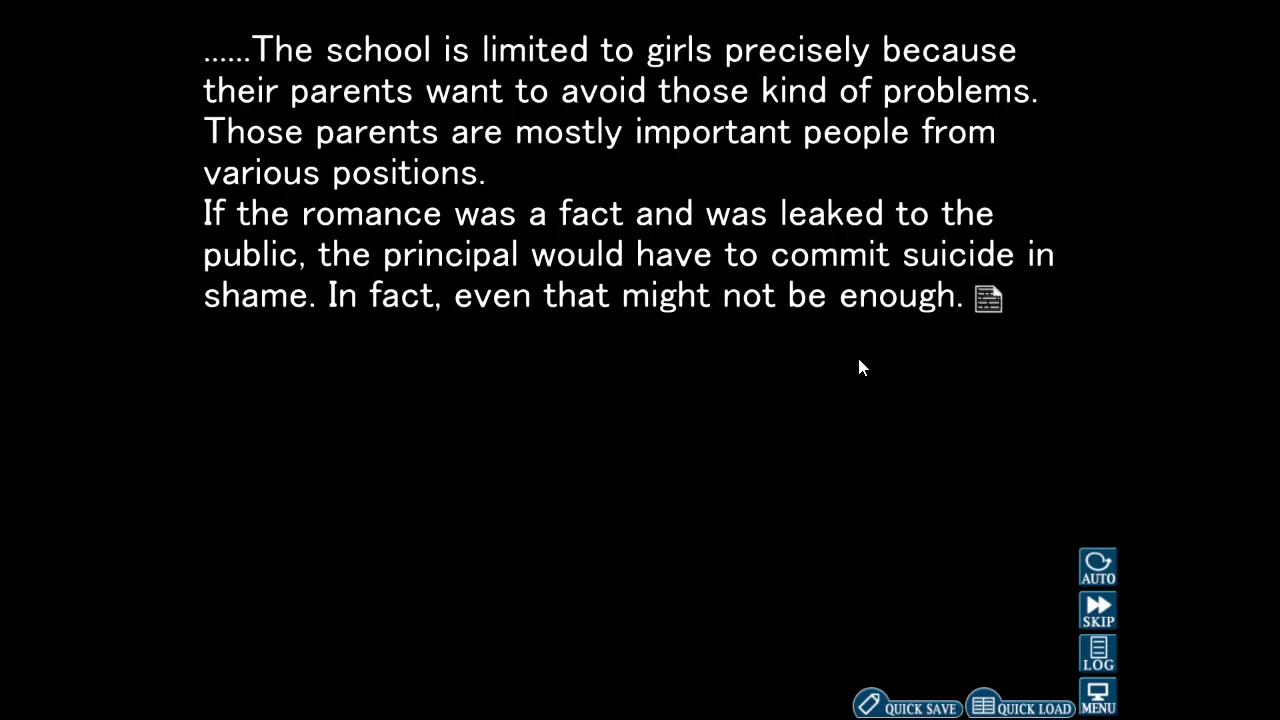 ......The school is limited to girls precisely because
their parents want to avoid those kind of problems.
Those parents are mostly important people from
various positions.
If the romance was a fact and was leaked to the
public, the principal would have to commit suicide in
shame. In fact, even that might not be enough.
AUTO
SKIP
LOG
MENU
QUICK SAVE
QUICK LOAD